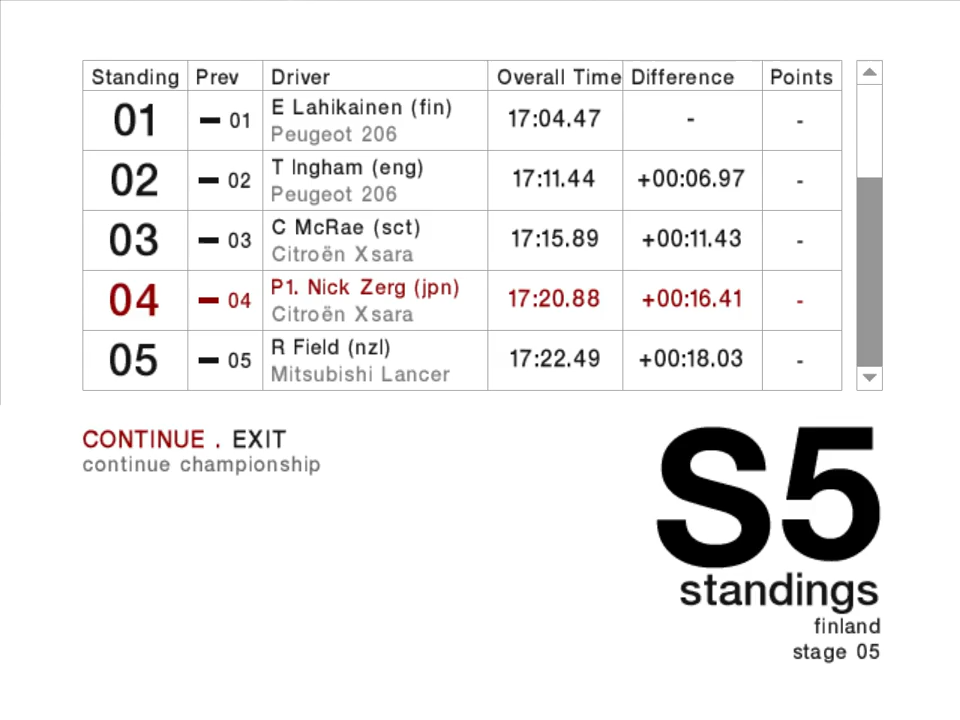 Standing Prev Driver Overall Time Difference Points
01 – 01 E Lahikainen (fin) 17:04.47 - -
Peugeot 206
02 – 02 T Ingham (eng) 17:11.44 +00:06.97 -
Peugeot 206
03 – 03 C McRae (sct) 17:15.89 +00:11.43 -
Citroën Xsara
04 – 04 P1. Nick Zerg (jpn) 17:20.88 +00:16.41 -
Citroën Xsara
05 – 05 R Field (nzl) 17:22.49 +00:18.03 -
Mitsubishi Lancer
CONTINUE . EXIT
continue championship
S5
standings
finland
stage 05